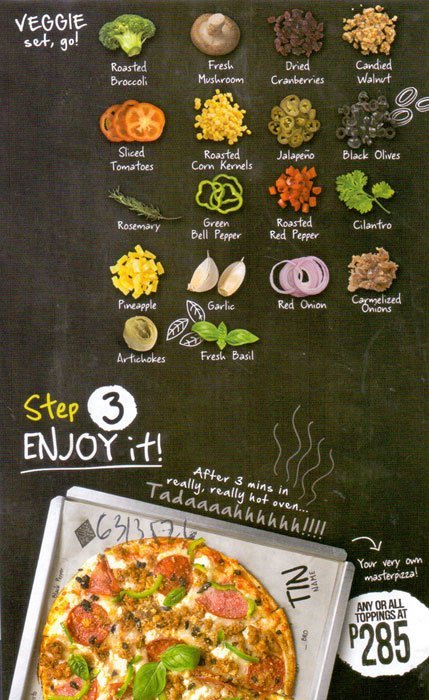 VEGGIE
set, go!
Roasted
Broccoli
Fresh
Mushroom
Dried
Cranberries
Candied
Walnut
Sliced
Tomatoes
Roasted
Corn Kernels
Jalapeño
Black Olives
Rosemary
Green
Bell Pepper
Roasted
Red Pepper
Cilantro
Pineapple
Garlic
Red Onion
Carmelized
Onions
Artichokes
Fresh Basil
Step 3
ENJOY it!
After 3 mins in
really, really hot oven...
Tadaaaahhhhhh!!!!
Your very own
masterpizza!
TIN
NAME
ANY OR ALL
TOPPINGS AT
₱285